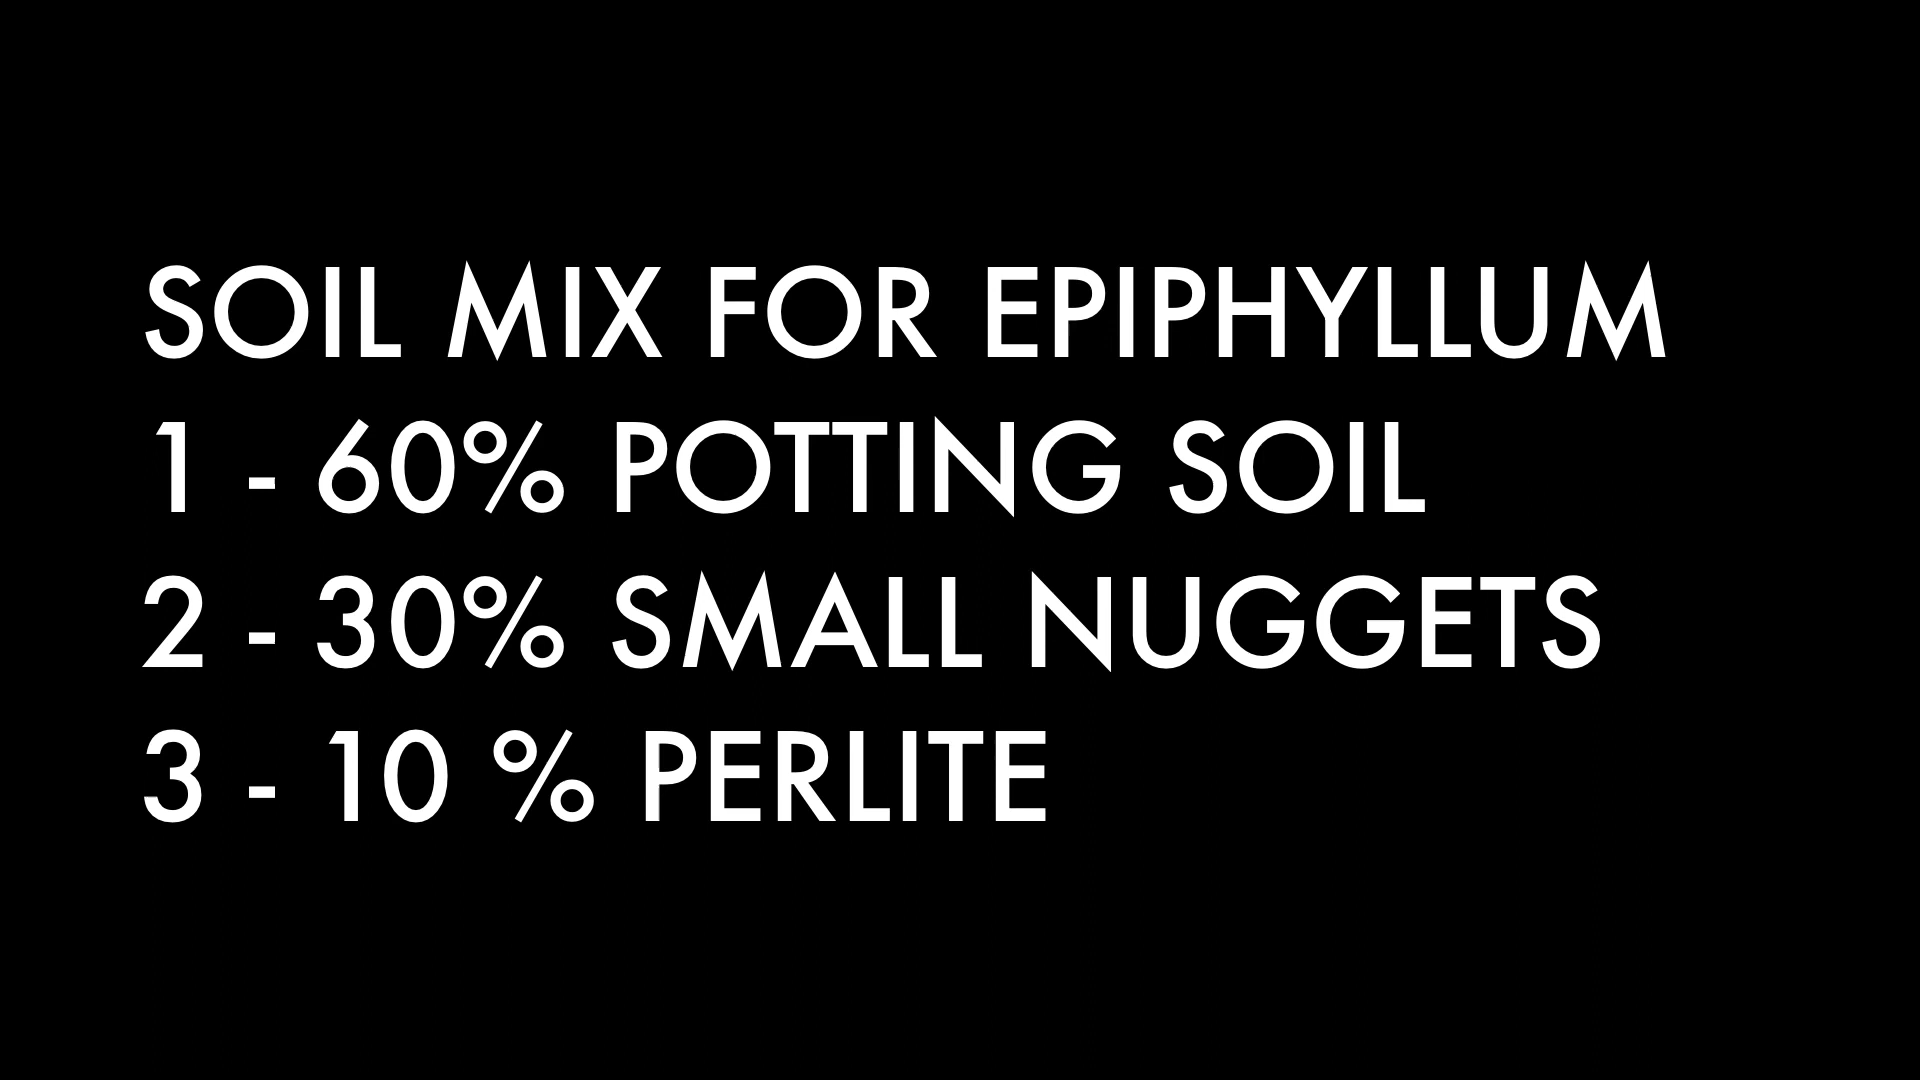 SOIL MIX FOR EPIPHYLLUM
1 - 60% POTTING SOIL
2 - 30% SMALL NUGGETS
3 - 10 % PERLITE